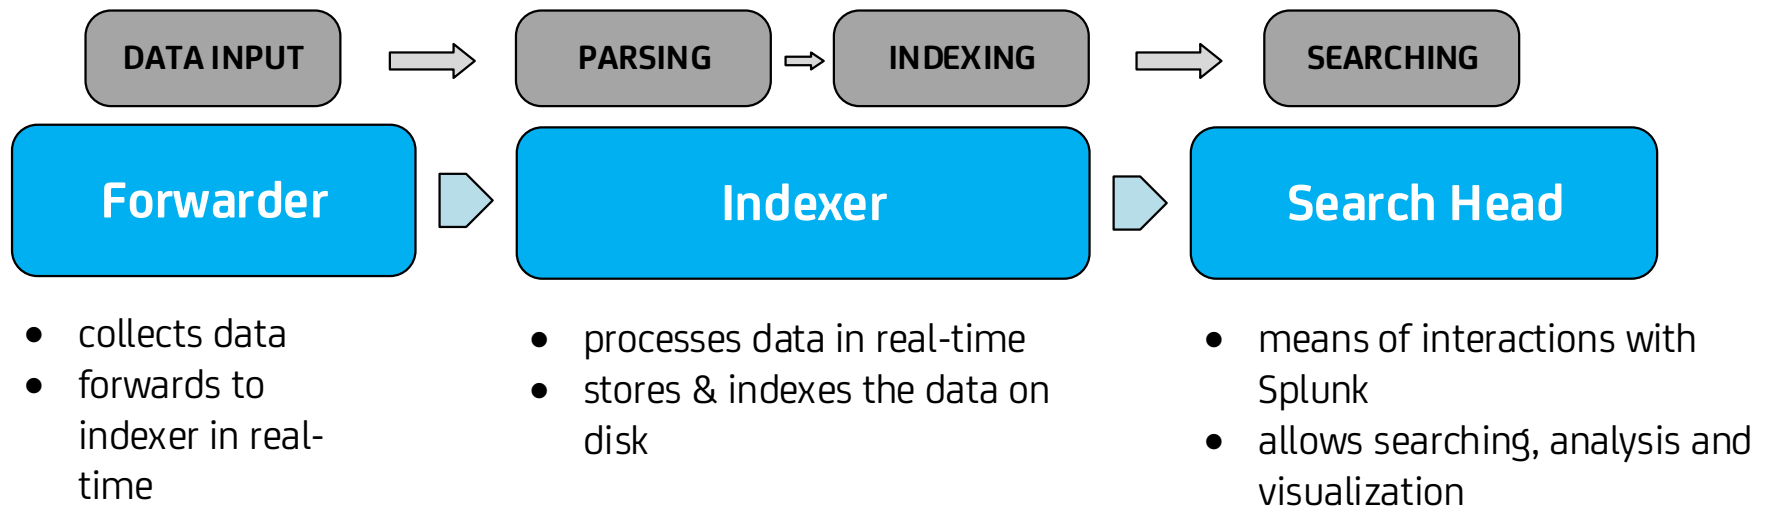 DATA INPUT
PARSING
INDEXING
SEARCHING
Forwarder
Indexer
Search Head
• collects data
• forwards to
indexer in real-
time
• processes data in real-time
• stores & indexes the data on
disk
• means of interactions with
Splunk
• allows searching, analysis and
visualization